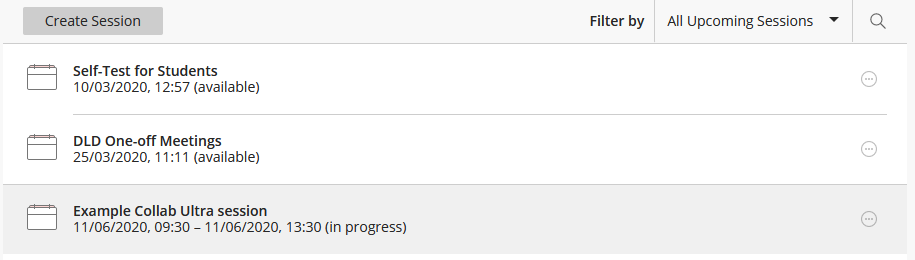 Create Session
Filter by
All Upcoming Sessions
Self-Test for Students
10/03/2020, 12:57 (available)
DLD One-off Meetings
25/03/2020, 11:11 (available)
Example Collab Ultra session
11/06/2020, 09:30 – 11/06/2020, 13:30 (in progress)